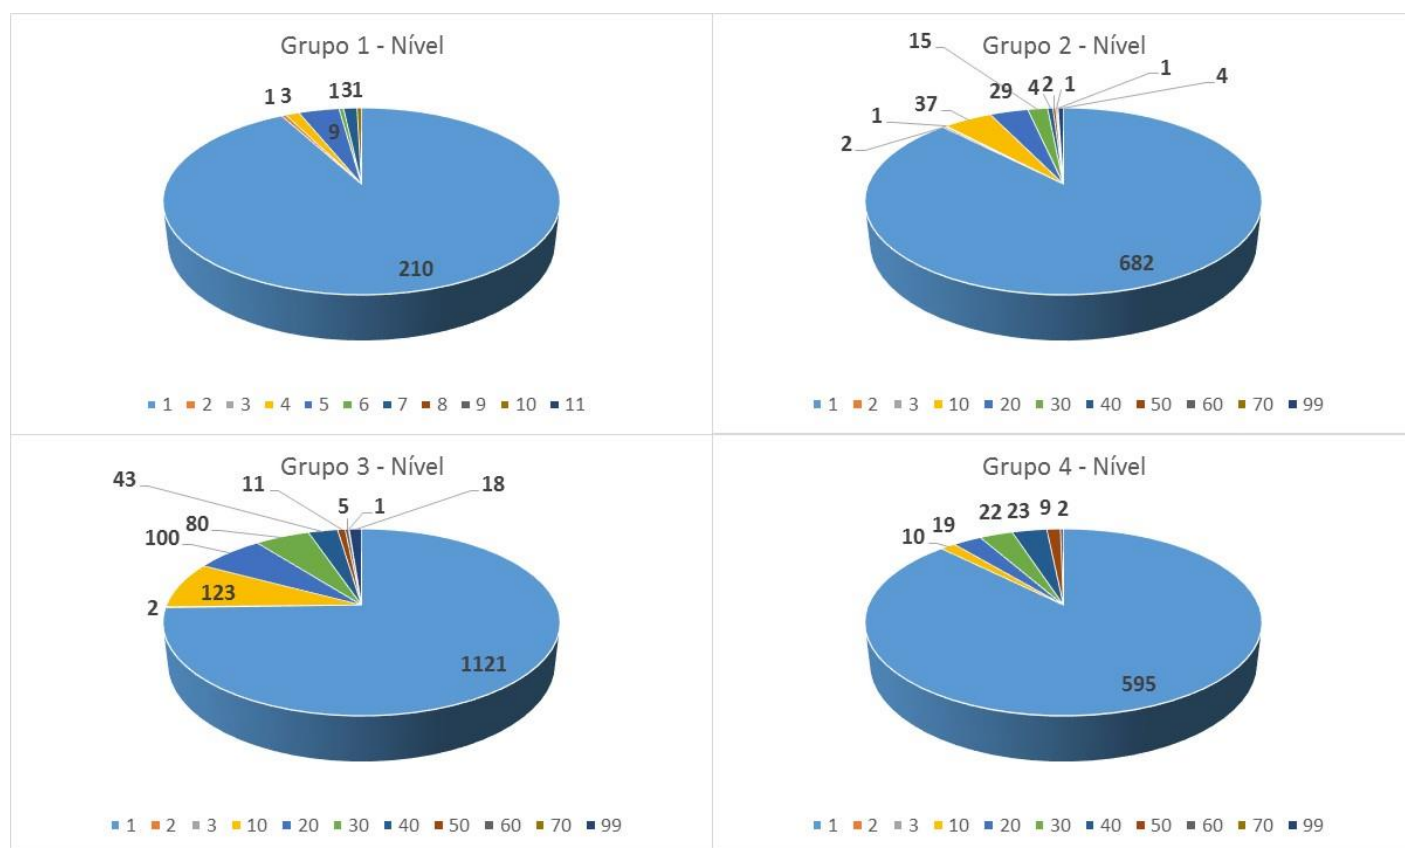 Grupo 1 - Nível
1 3 1 3 1
9
210
1 2 3 4 5 6 7 8 9 10 11
Grupo 2 - Nível
15 1 4
37 29 4 2 1
1
2
682
1 2 3 10 20 30 40 50 60 70 99
Grupo 3 - Nível
43 11 5 1 18
100 80
2 123
1121
1 2 3 10 20 30 40 50 60 70 99
Grupo 4 - Nível
10 19 22 23 9 2
595
1 2 3 10 20 30 40 50 60 70 99